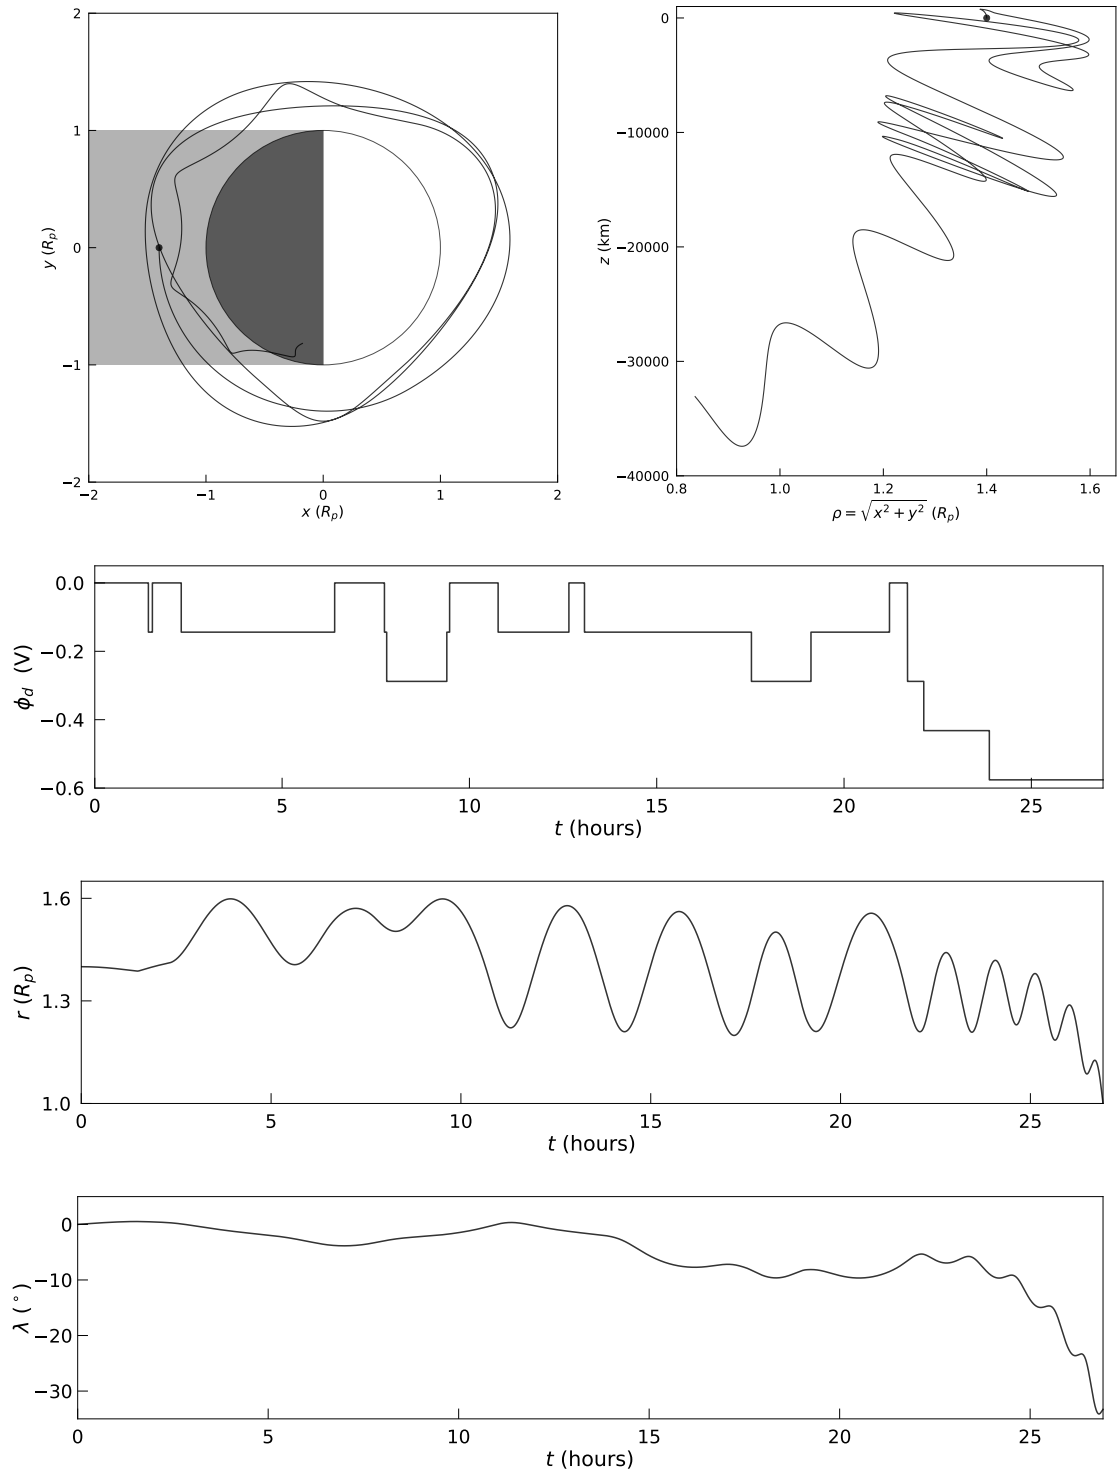 2
1
0
−1
−2
y (R_p)
−2 −1 0 1 2
x (R_p)
0
−10000
−20000
−30000
−40000
z (km)
0.8 1.0 1.2 1.4 1.6
ρ = √x² + y² (R_p)
0.0
−0.2
−0.4
−0.6
ϕ_d (V)
0 5 10 15 20 25
t (hours)
1.6
1.3
1.0
r (R_p)
0 5 10 15 20 25
t (hours)
0
−10
−20
−30
λ (°)
0 5 10 15 20 25
t (hours)